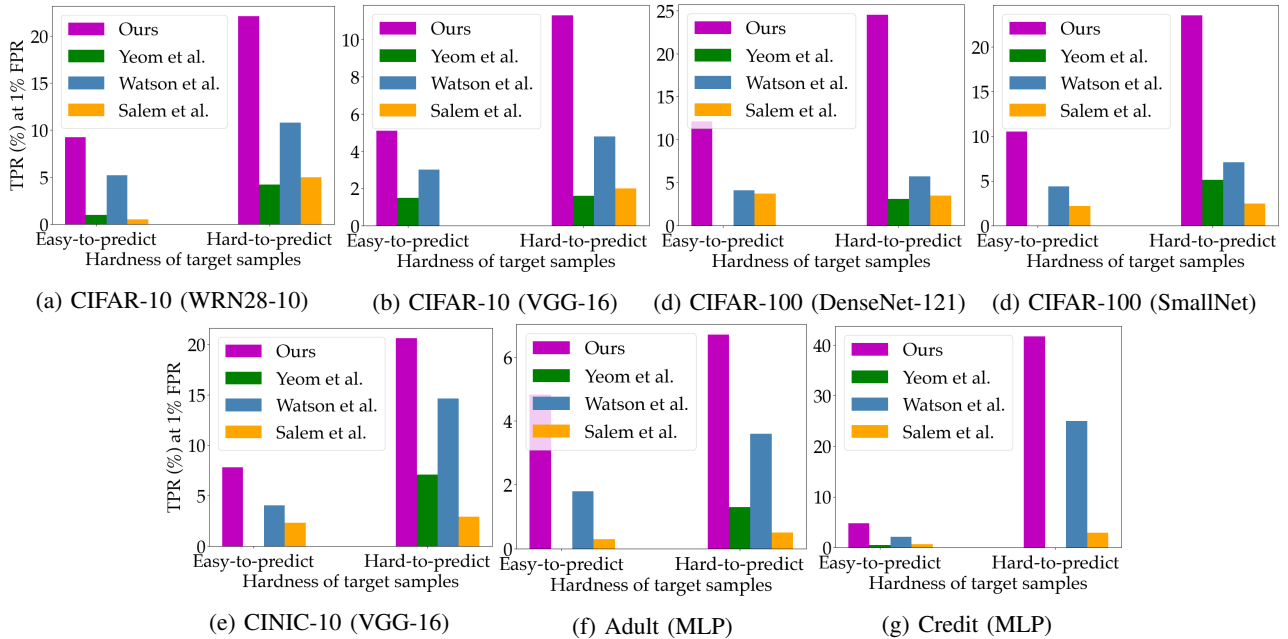 TPR (%) at 1% FPR
20
15
10
5
0
Ours
Yeom et al.
Watson et al.
Salem et al.
Easy-to-predict Hard-to-predict
Hardness of target samples
(a) CIFAR-10 (WRN28-10)
10
8
6
4
2
0
Ours
Yeom et al.
Watson et al.
Salem et al.
Easy-to-predict Hard-to-predict
Hardness of target samples
(b) CIFAR-10 (VGG-16)
25
20
15
10
5
0
Ours
Yeom et al.
Watson et al.
Salem et al.
Easy-to-predict Hard-to-predict
Hardness of target samples
(d) CIFAR-100 (DenseNet-121)
20
15
10
5
0
Ours
Yeom et al.
Watson et al.
Salem et al.
Easy-to-predict Hard-to-predict
Hardness of target samples
(d) CIFAR-100 (SmallNet)
TPR (%) at 1% FPR
20
15
10
5
0
Ours
Yeom et al.
Watson et al.
Salem et al.
Easy-to-predict Hard-to-predict
Hardness of target samples
(e) CINIC-10 (VGG-16)
6
4
2
0
Ours
Yeom et al.
Watson et al.
Salem et al.
Easy-to-predict Hard-to-predict
Hardness of target samples
(f) Adult (MLP)
40
30
20
10
0
Ours
Yeom et al.
Watson et al.
Salem et al.
Easy-to-predict Hard-to-predict
Hardness of target samples
(g) Credit (MLP)